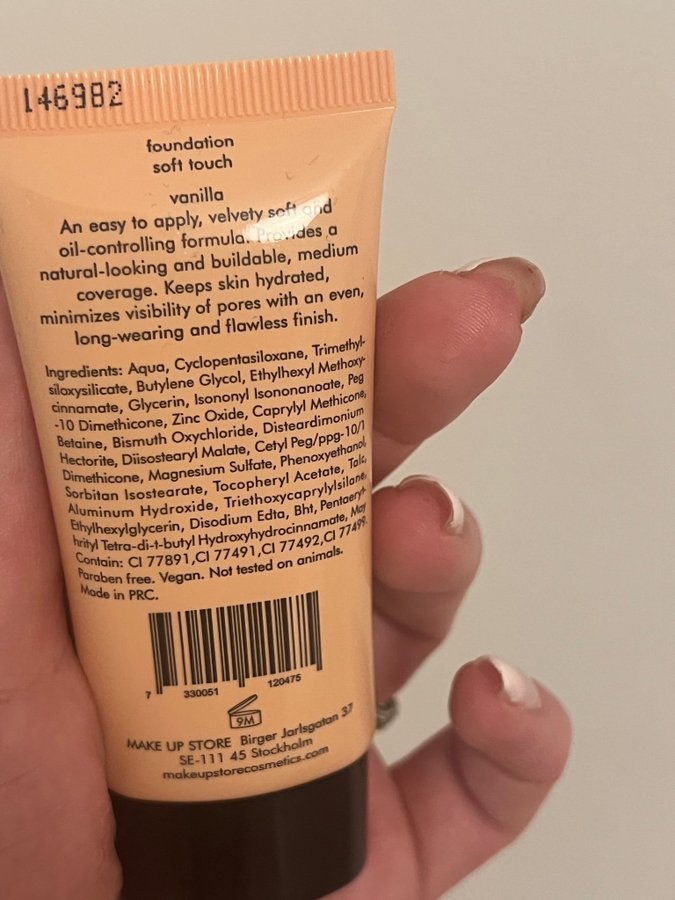 146982
foundation
soft touch
vanilla
An easy to apply, velvety soft and
oil-controlling formula. Provides a
natural-looking and buildable, medium
coverage. Keeps skin hydrated,
minimizes visibility of pores with an even,
long-wearing and flawless finish.
Ingredients: Aqua, Cyclopentasiloxane, Trimethyl-
siloxysilicate, Butylene Glycol, Ethylhexyl Methoxy-
cinnamate, Glycerin, Isononyl Isononanoate, Peg
-10 Dimethicone, Zinc Oxide, Caprylyl Methicone,
Betaine, Bismuth Oxychloride, Disteardimonium
Hectorite, Diisostearyl Malate, Cetyl Peg/ppg-10/1
Dimethicone, Magnesium Sulfate, Phenoxyethanol,
Sorbitan Isostearate, Tocopheryl Acetate, Talc,
Aluminum Hydroxide, Triethoxycaprylylsilane,
Ethylhexylglycerin, Disodium Edta, Bht, Pentaeryt-
hrityl Tetra-di-t-butyl Hydroxyhydrocinnamate, May
Contain: CI 77891,CI 77491,CI 77492,CI 77499.
Paraben free. Vegan. Not tested on animals.
Made in PRC.
7 330051 120475
9M
MAKE UP STORE Birger Jarlsgatan 37
SE-111 45 Stockholm
makeupstorecosmetics.com